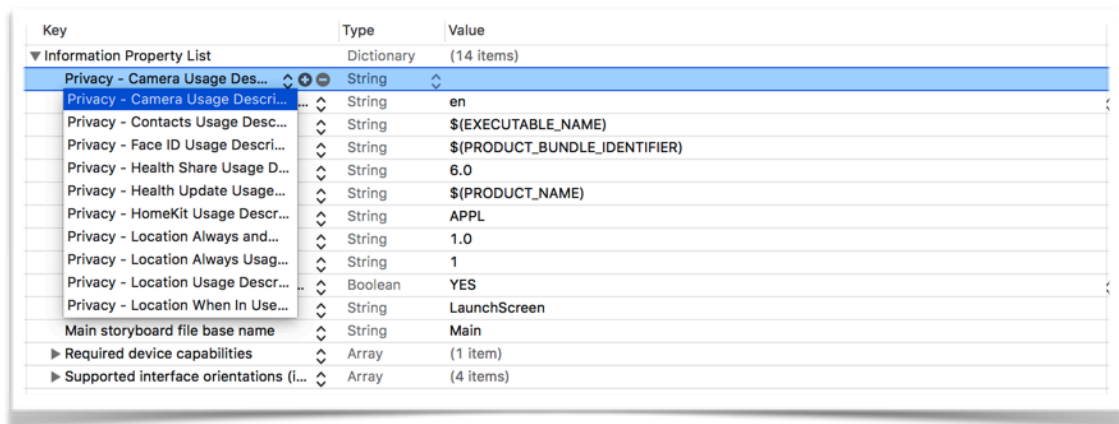 Key Type Value
Information Property List Dictionary (14 items)
Privacy - Camera Usage Des... String
Privacy - Camera Usage Descri... ... String en
Privacy - Contacts Usage Desc... String $(EXECUTABLE_NAME)
Privacy - Face ID Usage Descri... String $(PRODUCT_BUNDLE_IDENTIFIER)
Privacy - Health Share Usage D... String 6.0
Privacy - Health Update Usage... String $(PRODUCT_NAME)
Privacy - HomeKit Usage Descr... String APPL
Privacy - Location Always and... String 1.0
Privacy - Location Always Usag... String 1
Privacy - Location Usage Descr... .. Boolean YES
Privacy - Location When In Use... String LaunchScreen
Main storyboard file base name String Main
Required device capabilities Array (1 item)
Supported interface orientations (i... Array (4 items)